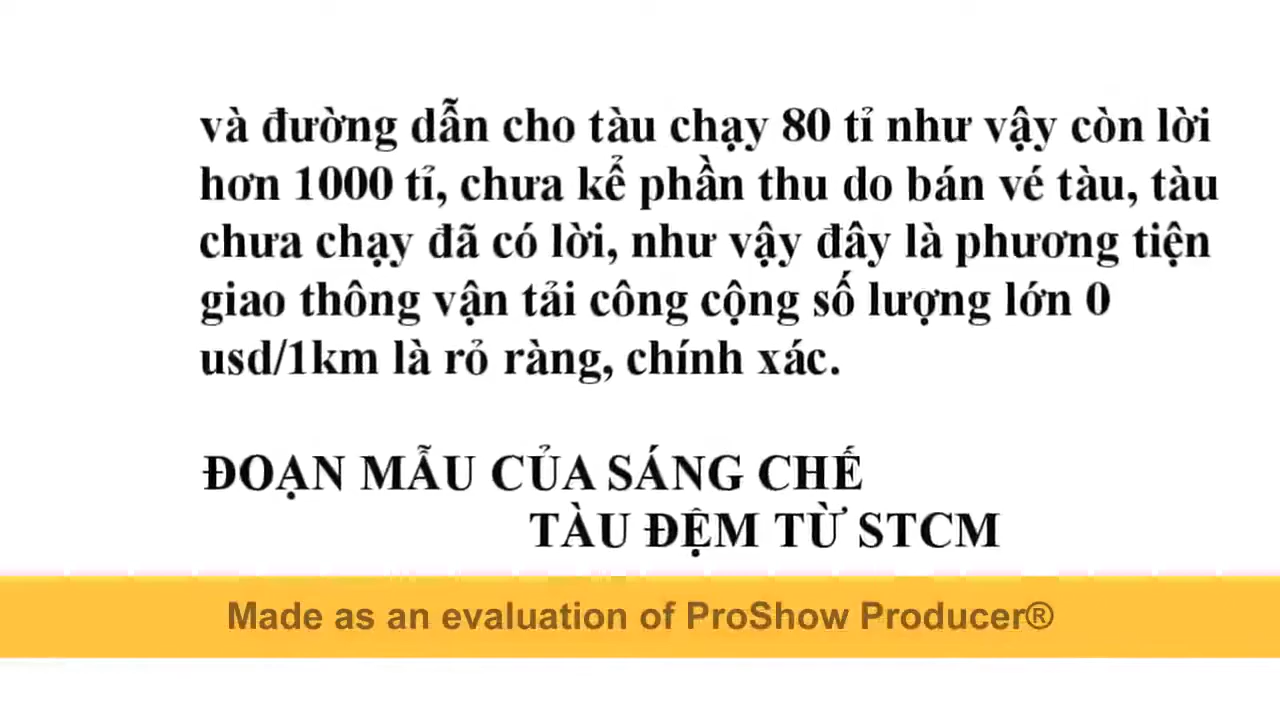 và đường dẫn cho tàu chạy 80 tỉ như vậy còn lời
hơn 1000 tỉ, chưa kể phần thu do bán vé tàu, tàu
chưa chạy đã có lời, như vậy đây là phương tiện
giao thông vận tải công cộng số lượng lớn 0
usd/1km là rỏ ràng, chính xác.
ĐOẠN MẪU CỦA SÁNG CHẾ
TÀU ĐỆM TỪ STCM
Made as an evaluation of ProShow Producer®